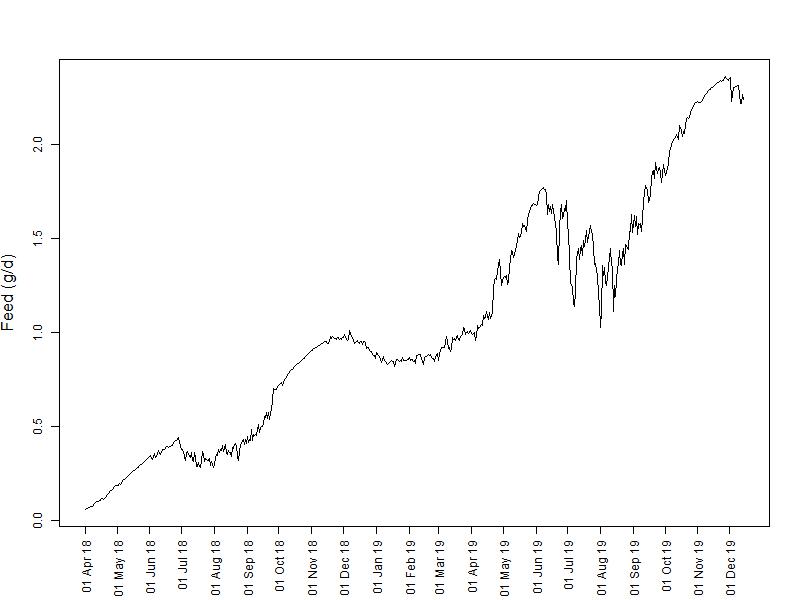 Feed (g/d)
2.0
1.5
1.0
0.5
0.0
01 Apr 18
01 May 18
01 Jun 18
01 Jul 18
01 Aug 18
01 Sep 18
01 Oct 18
01 Nov 18
01 Dec 18
01 Jan 19
01 Feb 19
01 Mar 19
01 Apr 19
01 May 19
01 Jun 19
01 Jul 19
01 Aug 19
01 Sep 19
01 Oct 19
01 Nov 19
01 Dec 19